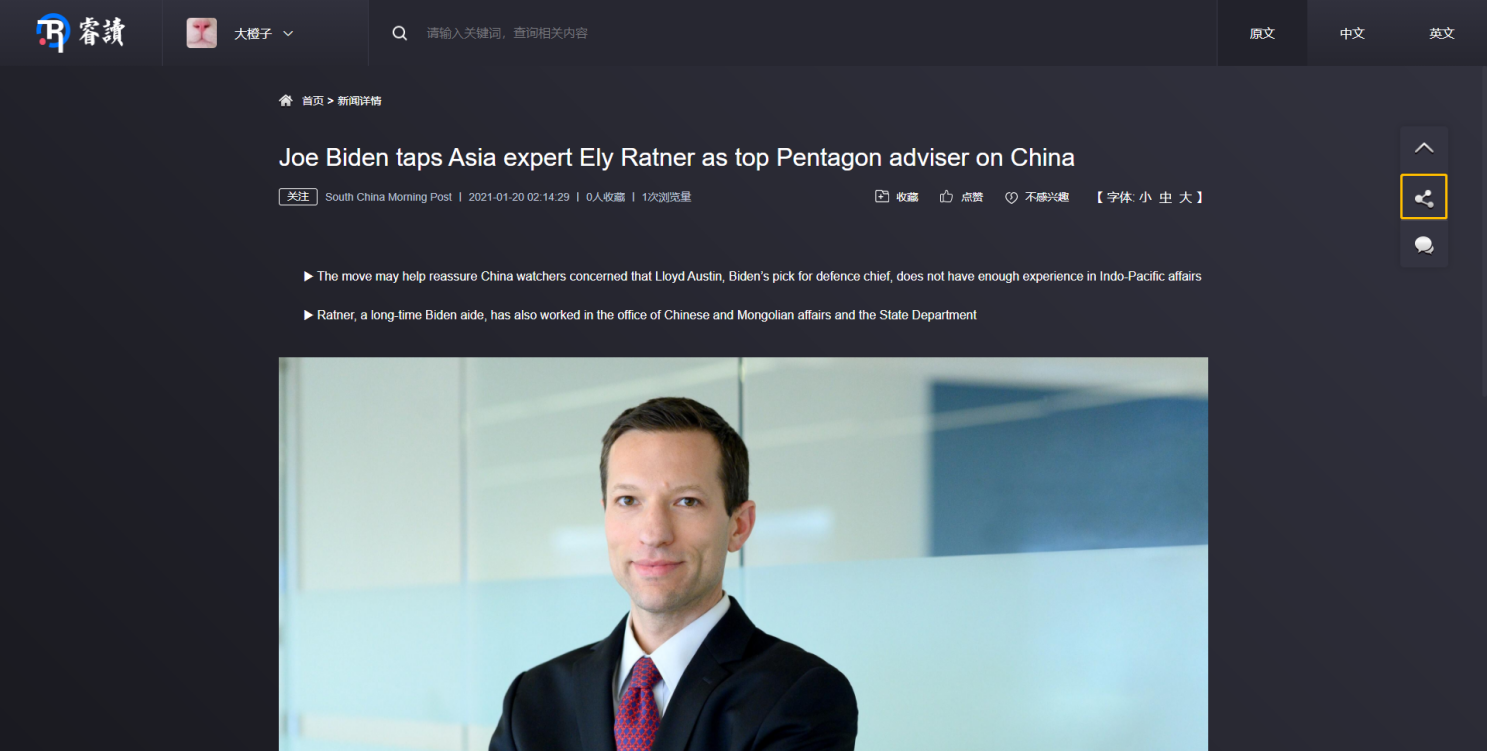 睿讀
大橙子
请输入关键词，查询相关内容
原文
中文
英文
首页 > 新闻详情
Joe Biden taps Asia expert Ely Ratner as top Pentagon adviser on China
关注 South China Morning Post | 2021-01-20 02:14:29 | 0人收藏 | 1次浏览量
收藏 点赞 不感兴趣 【 字体: 小 中 大 】
▶ The move may help reassure China watchers concerned that Lloyd Austin, Biden's pick for defence chief, does not have enough experience in Indo-Pacific affairs
▶ Ratner, a long-time Biden aide, has also worked in the office of Chinese and Mongolian affairs and the State Department